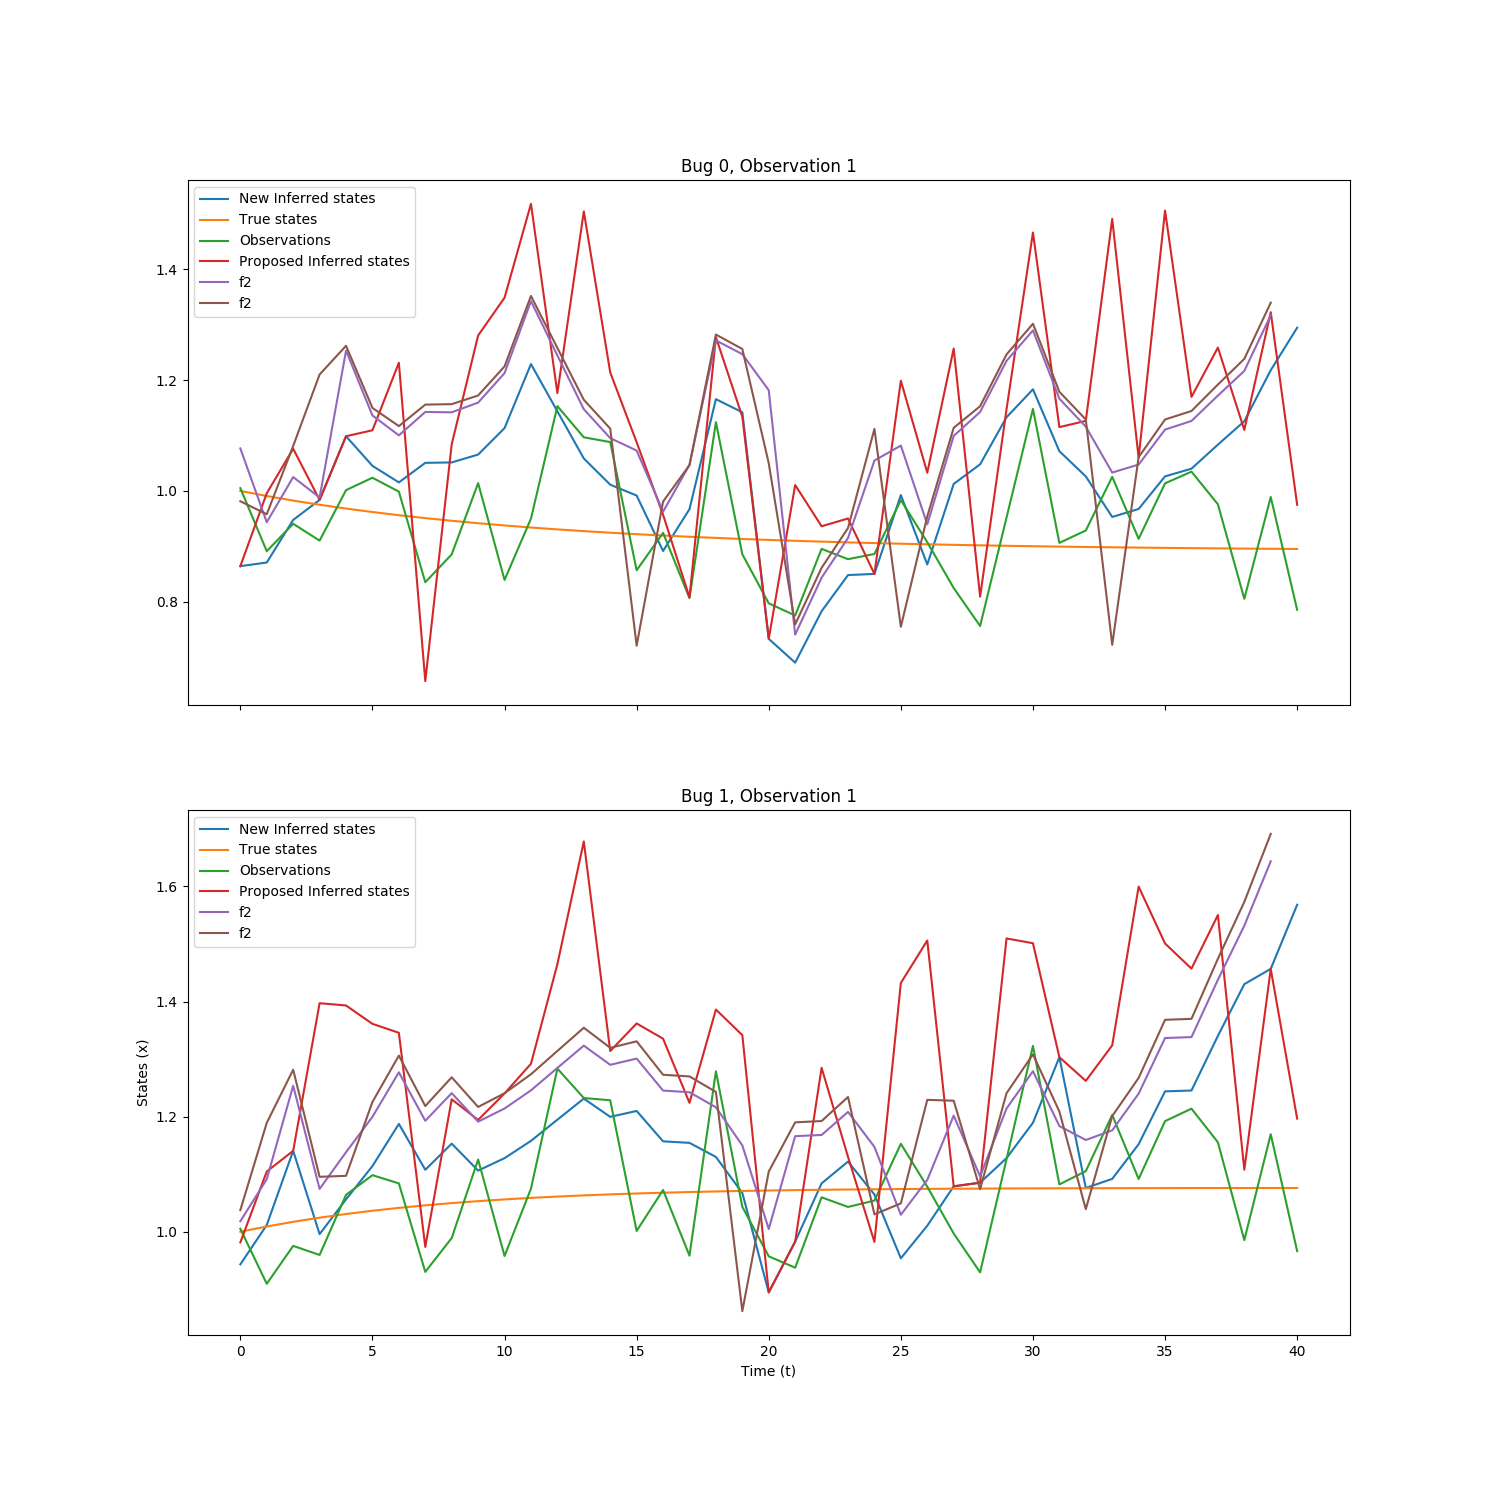 Bug 0, Observation 1
New Inferred states
True states
Observations
Proposed Inferred states
f2
f2
1.4
1.2
1.0
0.8
Bug 1, Observation 1
New Inferred states
True states
Observations
Proposed Inferred states
f2
f2
1.6
1.4
1.2
1.0
States (x)
0 5 10 15 20 25 30 35 40
Time (t)